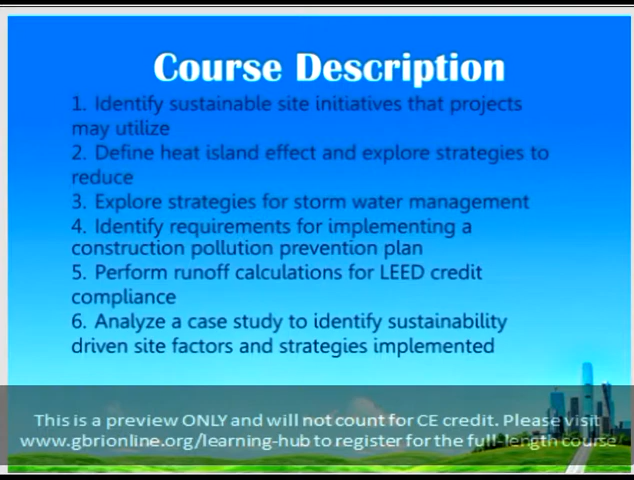 Course Description
1. Identify sustainable site initiatives that projects
may utilize
2. Define heat island effect and explore strategies to
reduce
3. Explore strategies for storm water management
4. Identify requirements for implementing a
construction pollution prevention plan
5. Perform runoff calculations for LEED credit
compliance
6. Analyze a case study to identify sustainability
driven site factors and strategies implemented
This is a preview ONLY and will not count for CE credit. Please visit
www.gbrionline.org/learning-hub to register for the full-length course